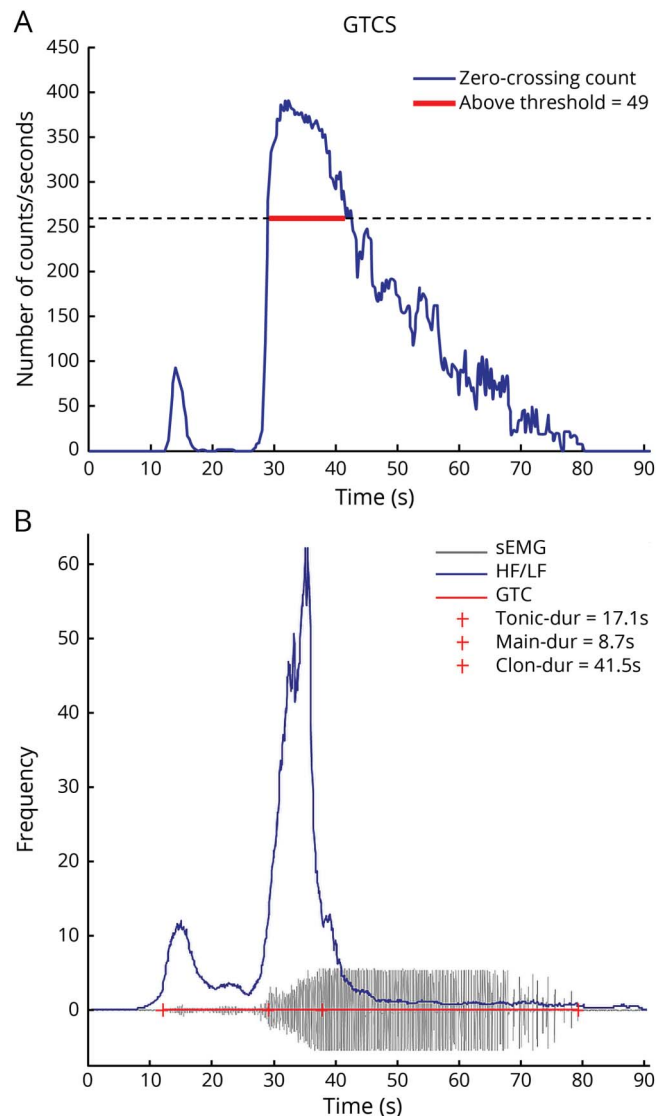 A
GTCS
450
400
350
300
250
200
150
100
50
0
Number of counts/seconds
Zero-crossing count
Above threshold = 49
0 10 20 30 40 50 60 70 80 90
Time (s)
B
60
50
40
30
20
10
0
Frequency
sEMG
HF/LF
GTC
Tonic-dur = 17.1s
Main-dur = 8.7s
Clon-dur = 41.5s
0 10 20 30 40 50 60 70 80 90
Time (s)